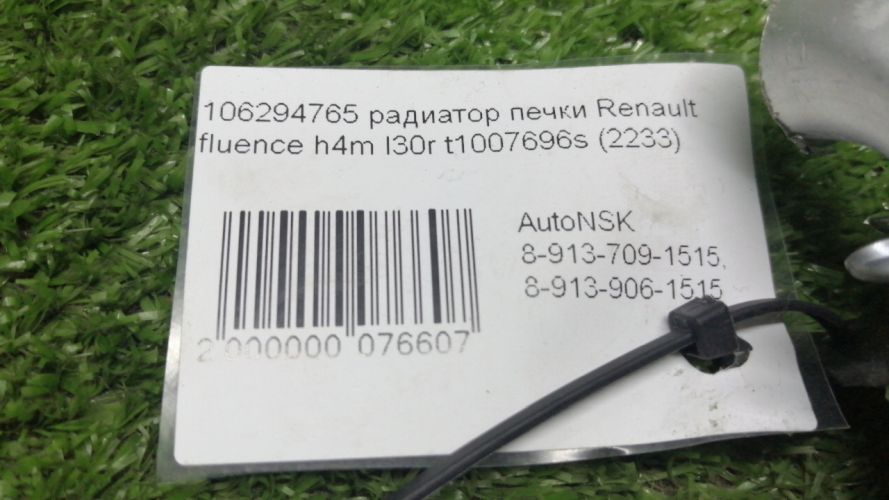 106294765 радиатор печки Renault
fluence h4m l30r t1007696s (2233)
AutoNSK
8-913-709-1515,
8-913-906-1515
2 000000 076607